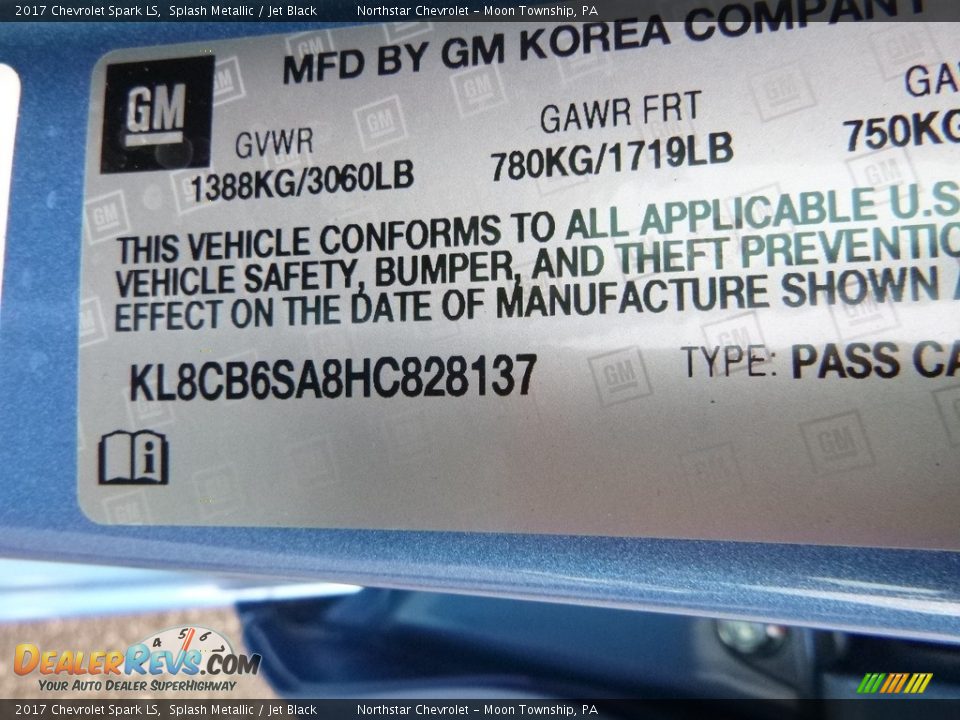 2017 Chevrolet Spark LS, Splash Metallic / Jet Black Northstar Chevrolet - Moon Township, PA
MFD BY GM KOREA COMPANY
GM
GVWR GAWR FRT
1388KG/3060LB 780KG/1719LB 750KG
THIS VEHICLE CONFORMS TO ALL APPLICABLE U.S
VEHICLE SAFETY, BUMPER, AND THEFT
EFFECT ON THE DATE OF MANUFACTURE SHOWN
KL8CB6SA8HC828137 TYPE: PASS
DEALERREVS.COM
4 5 6
YOUR AUTO DEALER SUPERHIGHWAY
2017 Chevrolet Spark LS, Splash Metallic / Jet Black Northstar Chevrolet - Moon Township, PA